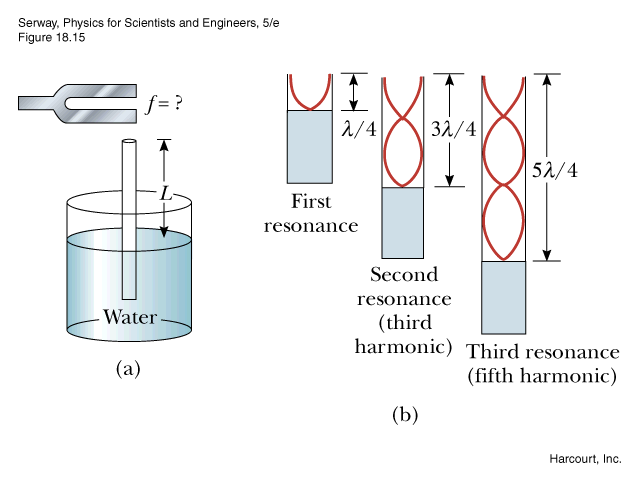 Serway, Physics for Scientists and Engineers, 5/e
Figure 18.15
f = ?
L
Water
(a)
λ/4
3λ/4
5λ/4
First
resonance
Second
resonance
(third
harmonic)
Third resonance
(fifth harmonic)
(b)
Harcourt, Inc.